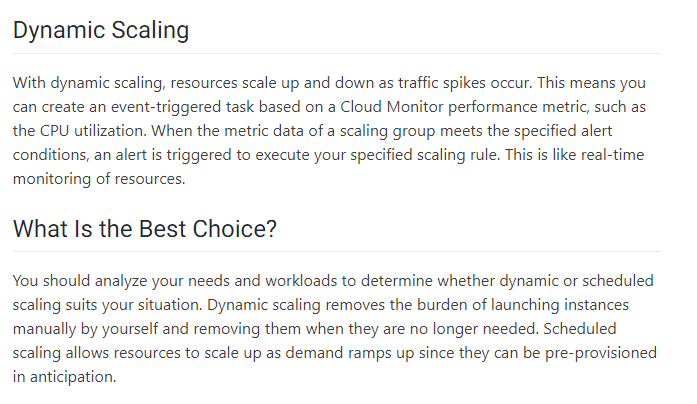 Dynamic Scaling
With dynamic scaling, resources scale up and down as traffic spikes occur. This means you
can create an event-triggered task based on a Cloud Monitor performance metric, such as
the CPU utilization. When the metric data of a scaling group meets the specified alert
conditions, an alert is triggered to execute your specified scaling rule. This is like real-time
monitoring of resources.
What Is the Best Choice?
You should analyze your needs and workloads to determine whether dynamic or scheduled
scaling suits your situation. Dynamic scaling removes the burden of launching instances
manually by yourself and removing them when they are no longer needed. Scheduled
scaling allows resources to scale up as demand ramps up since they can be pre-provisioned
in anticipation.